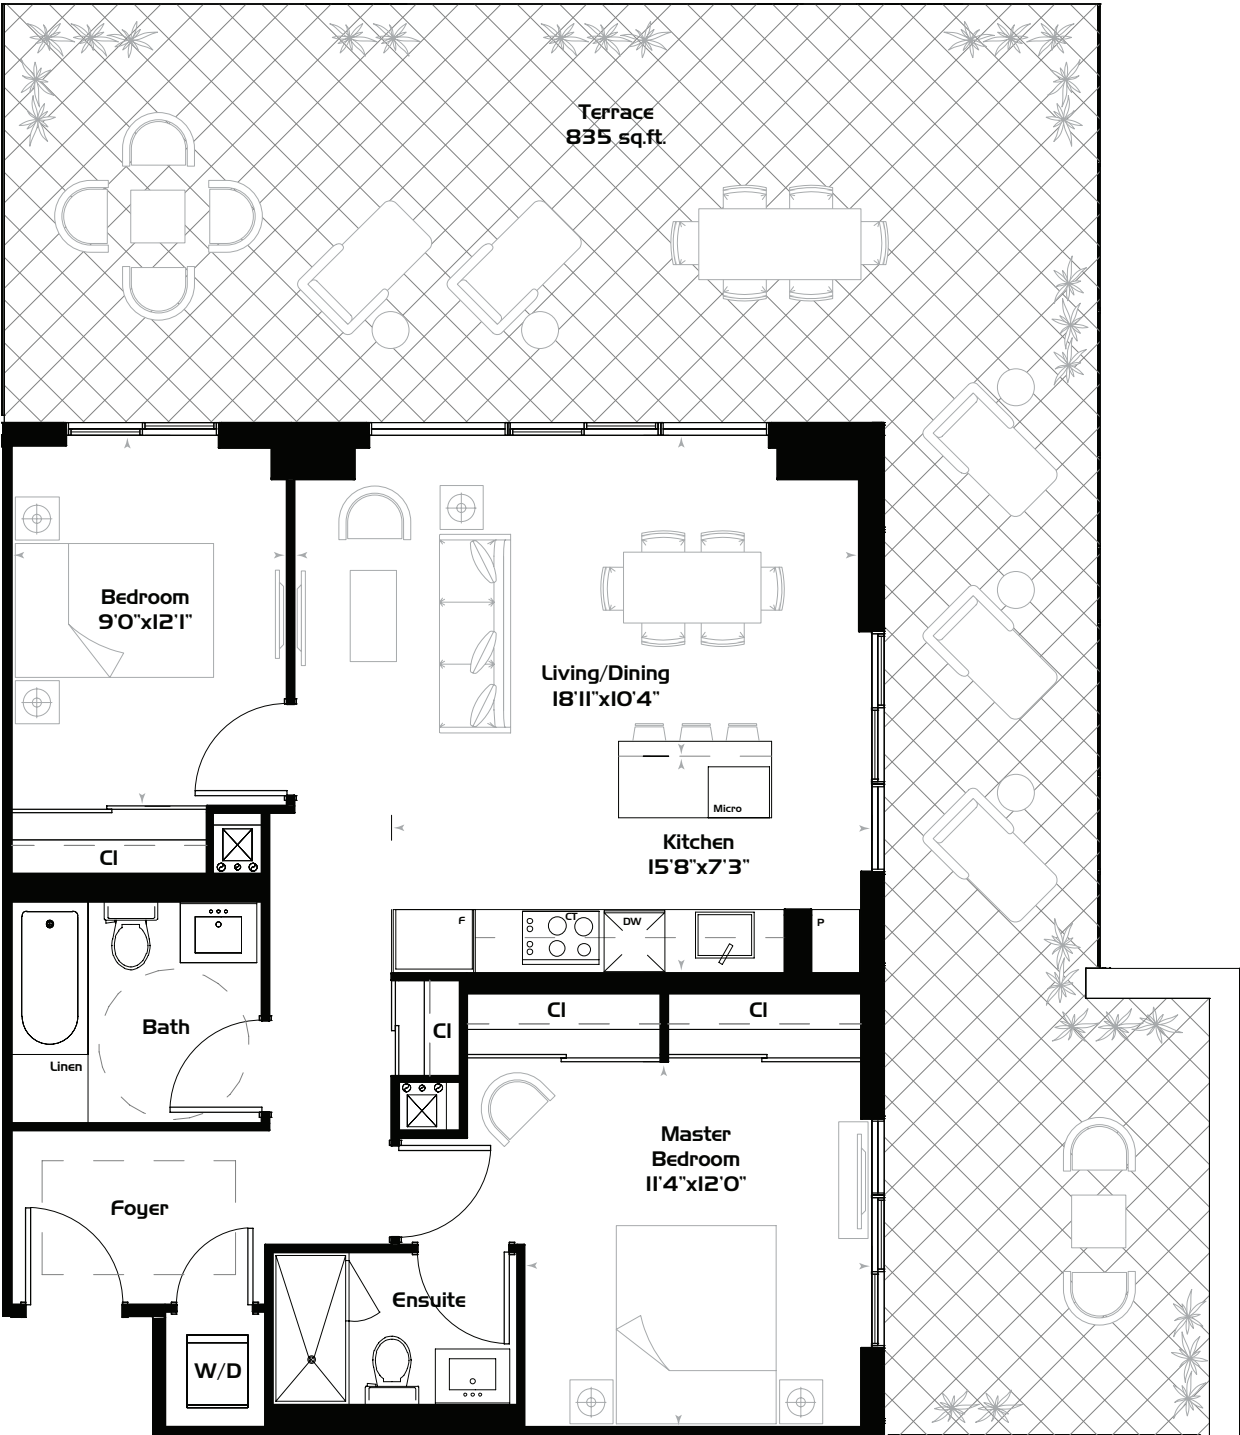 Terrace
835 sq.ft.
Bedroom
9'0"x12'1"
Living/Dining
18'11"x10'4"
Micro
Kitchen
15'8"x7'3"
Cl
F
CT
DW
P
Bath
Linen
Cl
Cl
Cl
Master
Bedroom
11'4"x12'0"
Foyer
Ensuite
W/D